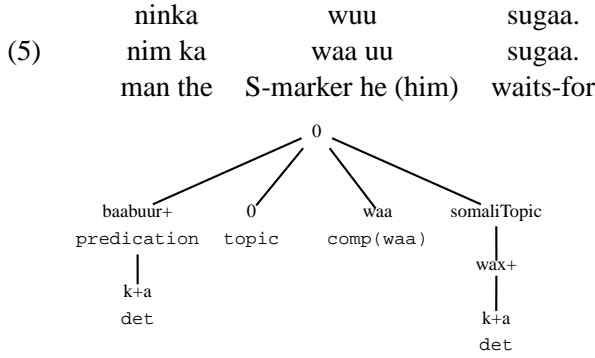 ninka wuu sugaa.
(5) nim ka waa uu sugaa.
man the S-marker he (him) waits-for
0
baabuur+ 0 waa somaliTopic
predication topic comp(waa)
wax+
k+a
det
k+a
det